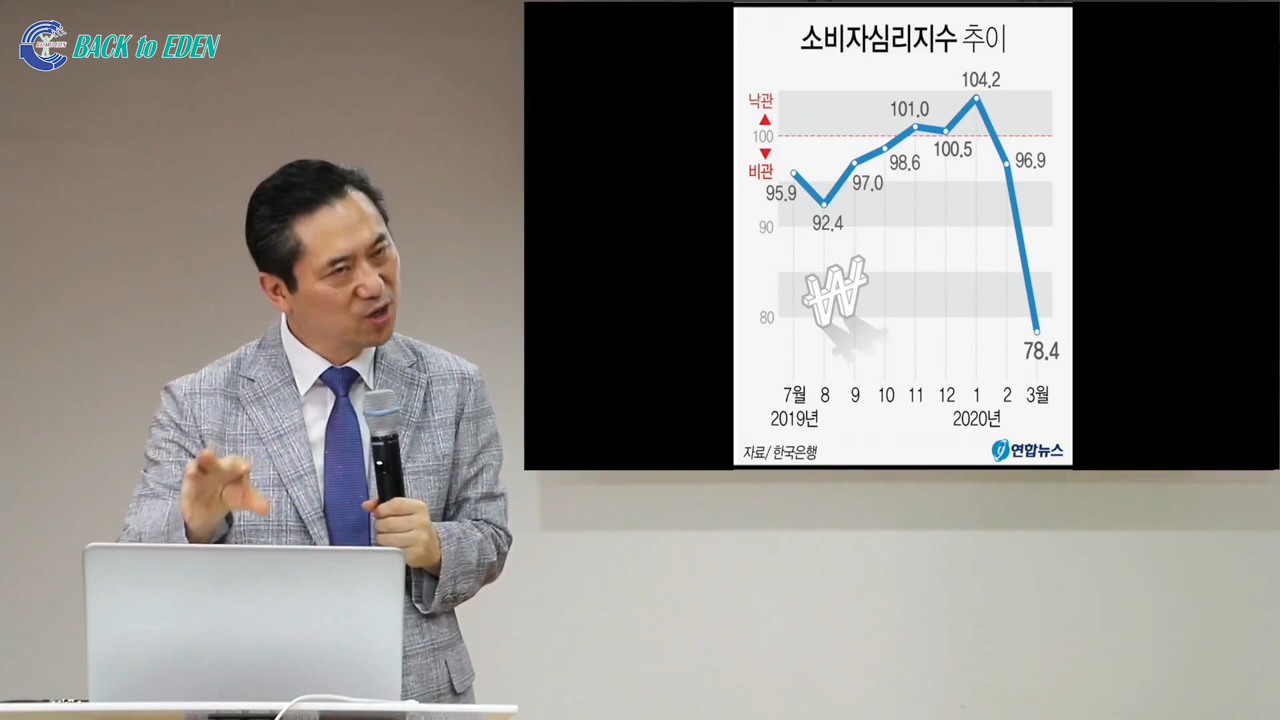 BACK to EDEN
소비자심리지수 추이
104.2
낙관
▲
101.0
100
100.5
▼
98.6
96.9
비관
97.0
95.9
92.4
90
₩
80
78.4
7월 8 9 10 11 12 1 2 3월
2019년 2020년
자료/ 한국은행
연합뉴스